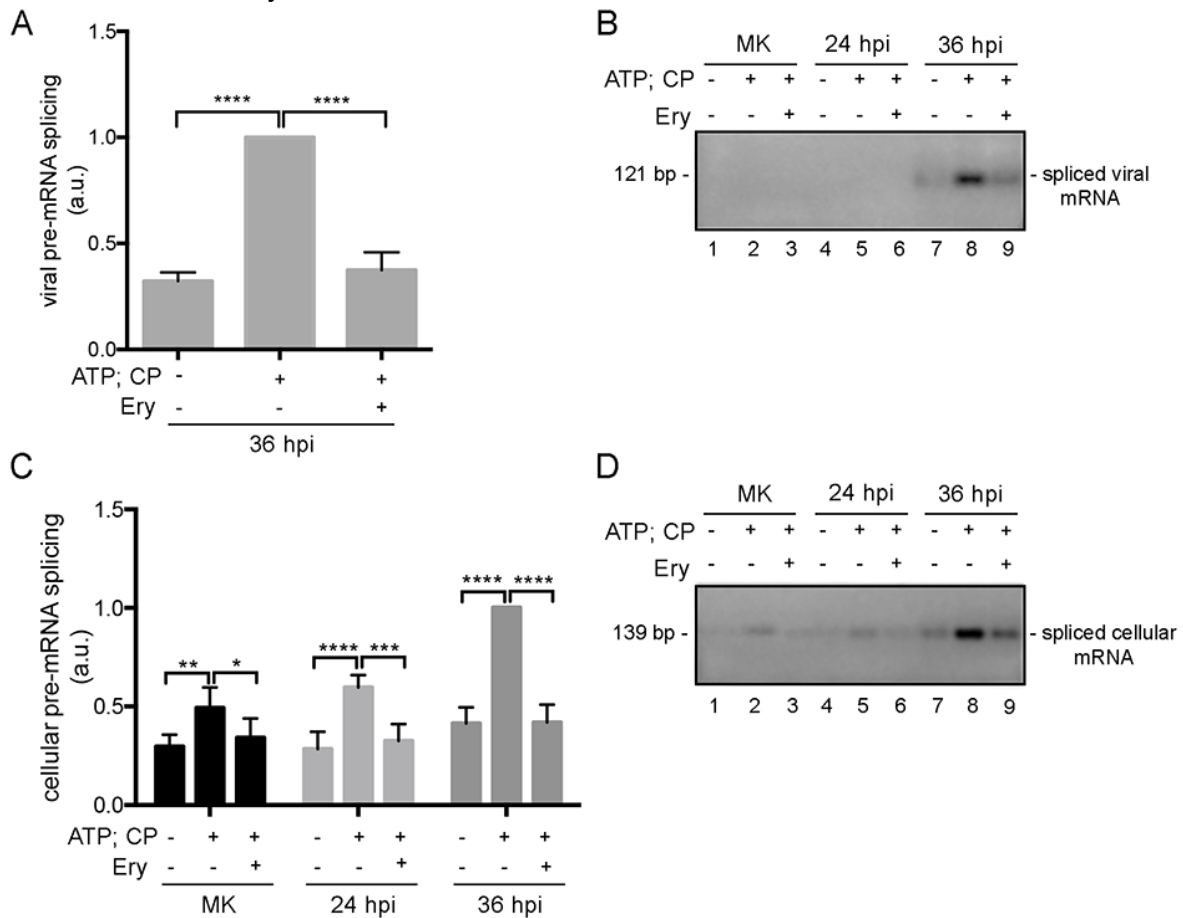 A
viral pre-mRNA splicing
(a.u.)
1.5
1.0
0.5
0.0
**** ****
ATP; CP - + +
Ery - - +
36 hpi
B
MK 24 hpi 36 hpi
ATP; CP - + + - + + - + +
Ery - - + - - + - - +
121 bp - - spliced viral
mRNA
1 2 3 4 5 6 7 8 9
C
cellular pre-mRNA splicing
(a.u.)
1.5
1.0
0.5
0.0
** * **** *** **** ****
ATP; CP - + + - + + - + +
Ery - - + - - + - - +
MK 24 hpi 36 hpi
D
MK 24 hpi 36 hpi
ATP; CP - + + - + + - + +
Ery - - + - - + - - +
139 bp - - spliced cellular
mRNA
1 2 3 4 5 6 7 8 9